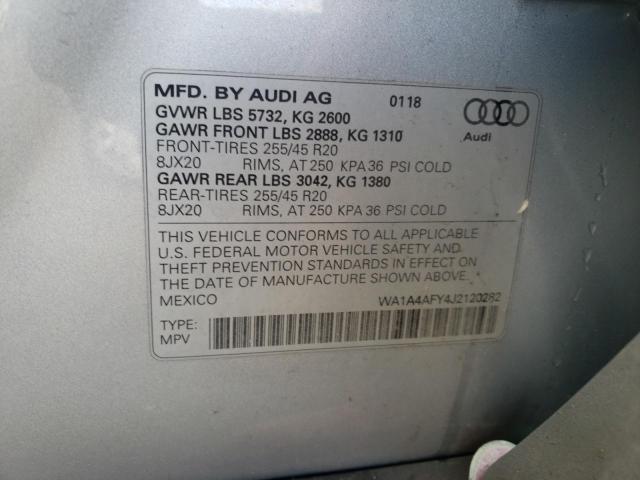 MFD. BY AUDI AG 0118
GVWR LBS 5732, KG 2600
GAWR FRONT LBS 2888, KG 1310
FRONT-TIRES 255/45 R20
8JX20 RIMS, AT 250 KPA 36 PSI COLD
GAWR REAR LBS 3042, KG 1380
REAR-TIRES 255/45 R20
8JX20 RIMS, AT 250 KPA 36 PSI COLD
Audi
THIS VEHICLE CONFORMS TO ALL APPLICABLE
U.S. FEDERAL MOTOR VEHICLE SAFETY AND
THEFT PREVENTION STANDARDS IN EFFECT ON
THE DATE OF MANUFACTURE SHOWN ABOVE.
MEXICO WA1A4AFY4J2120282
TYPE:
MPV